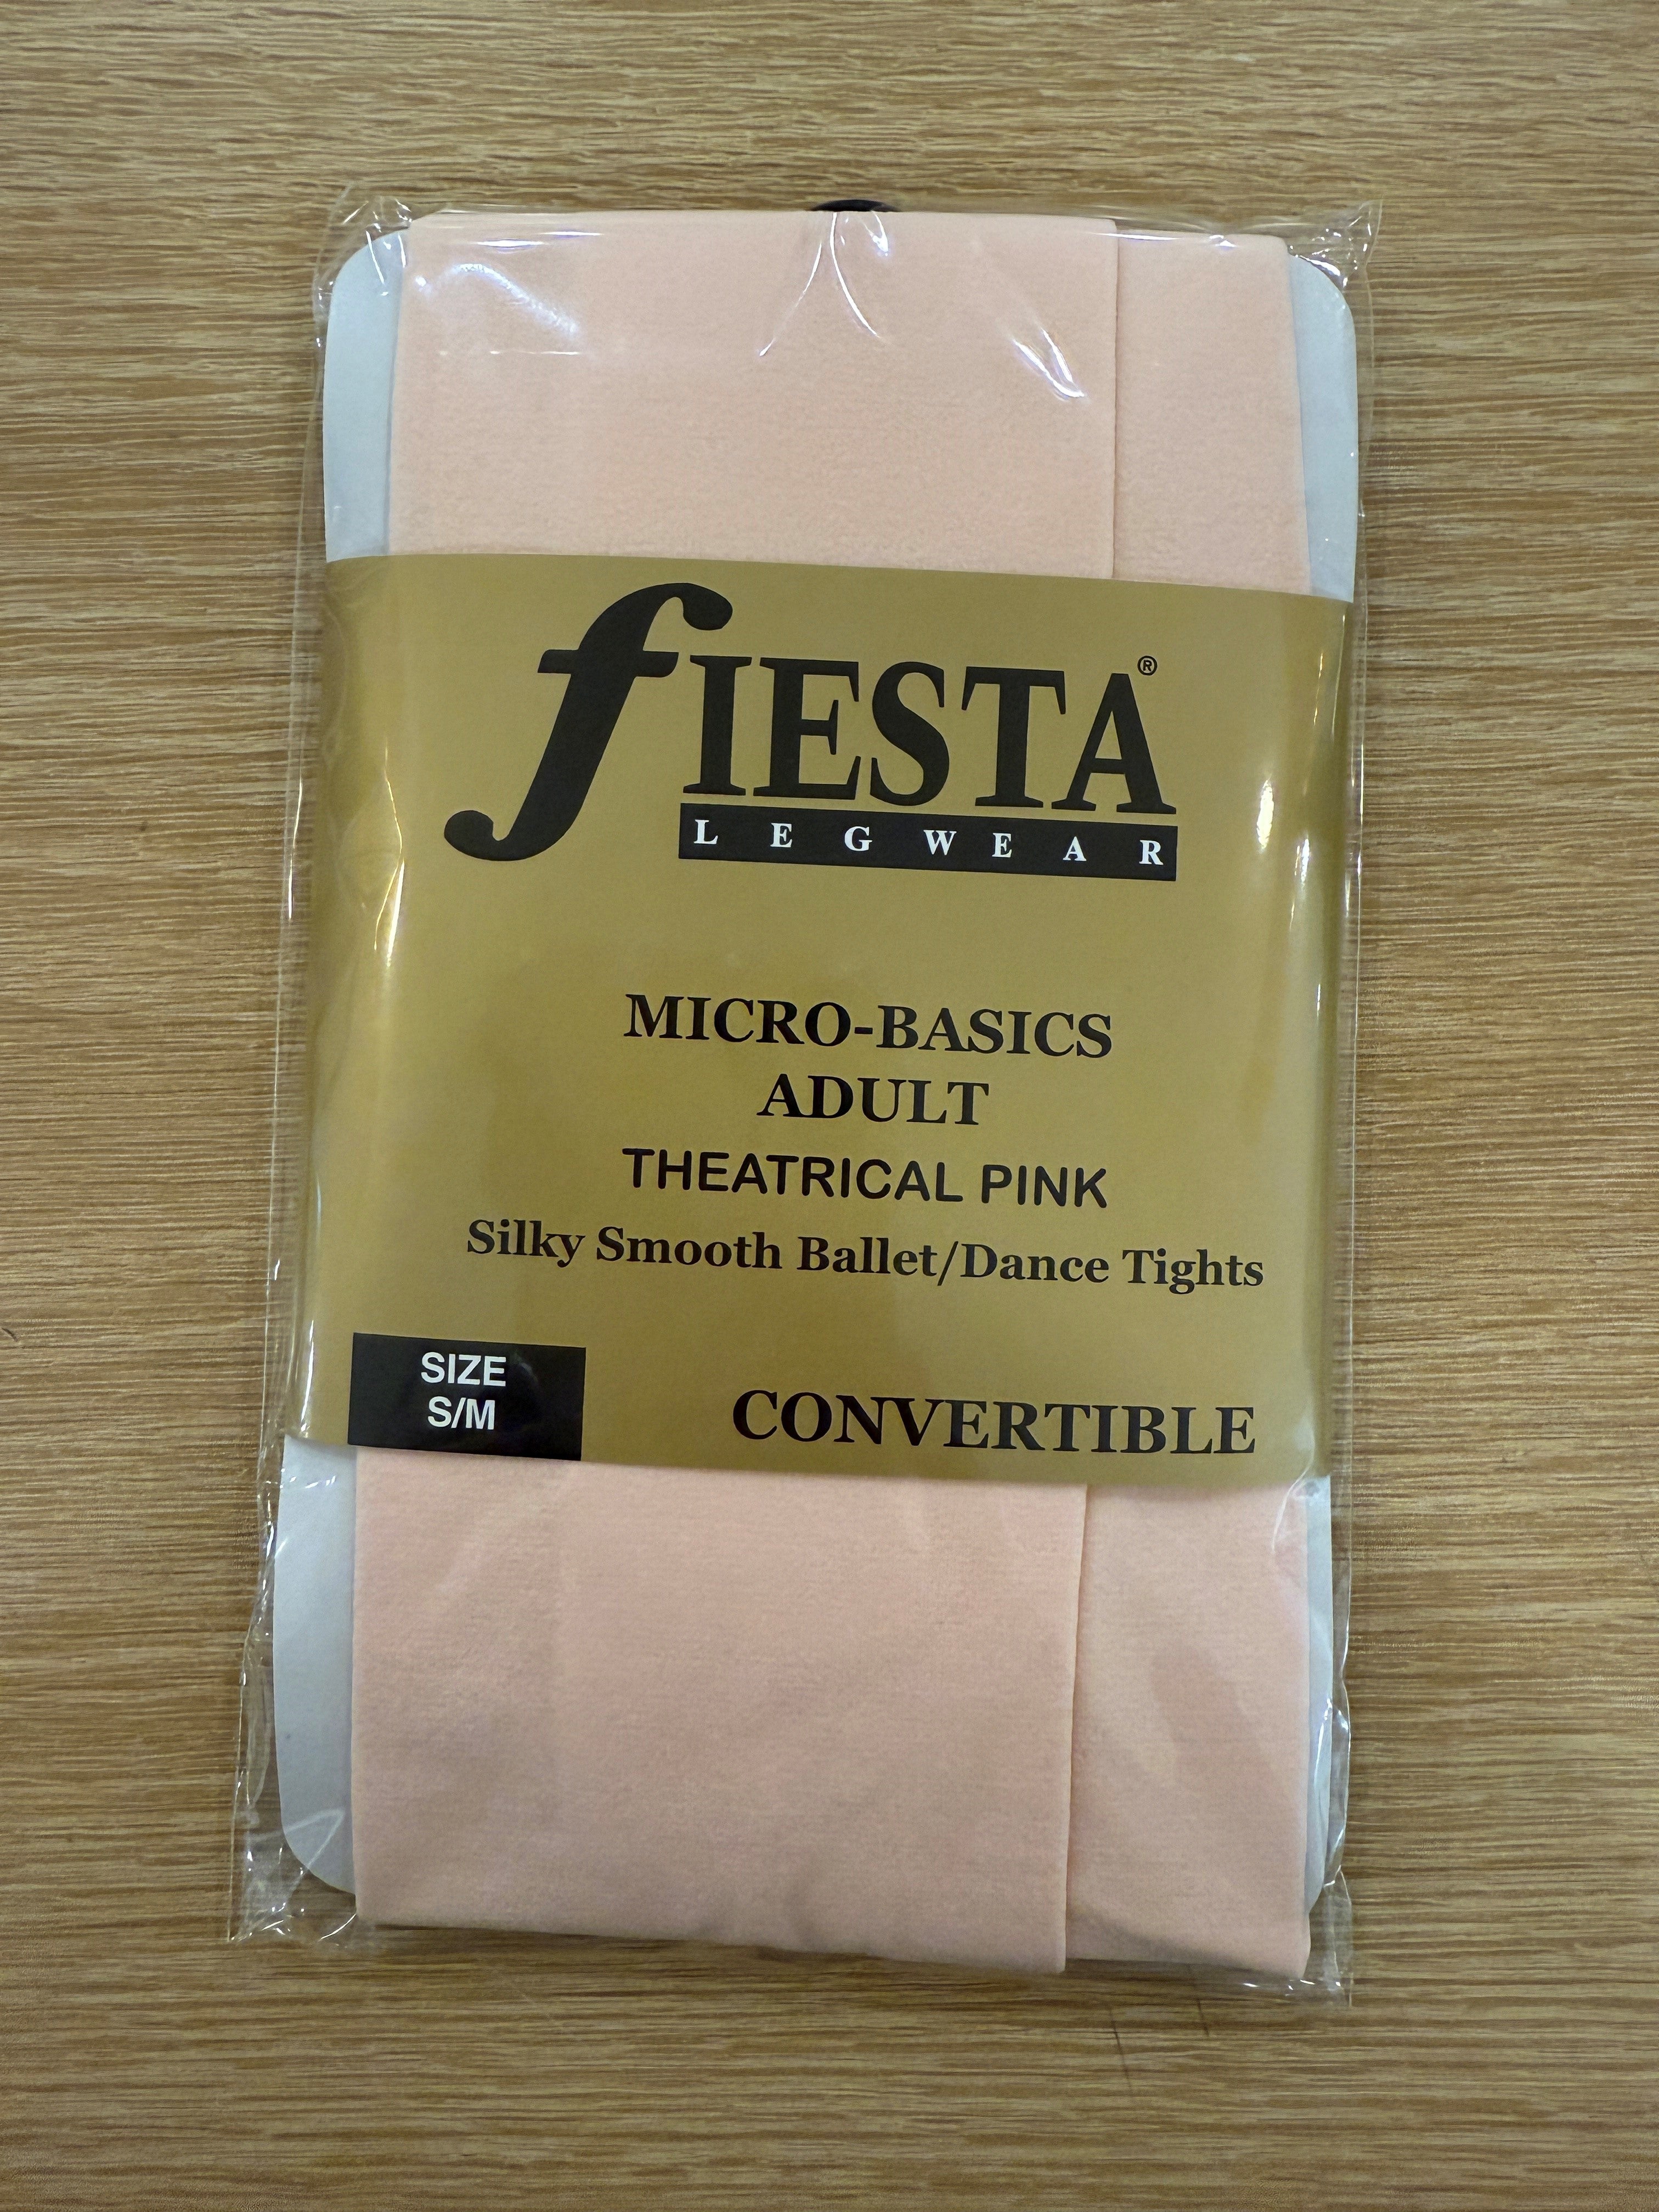 fIESTA®
LEGWEAR
MICRO-BASICS
ADULT
THEATRICAL PINK
Silky Smooth Ballet/Dance Tights
SIZE
S/M
CONVERTIBLE